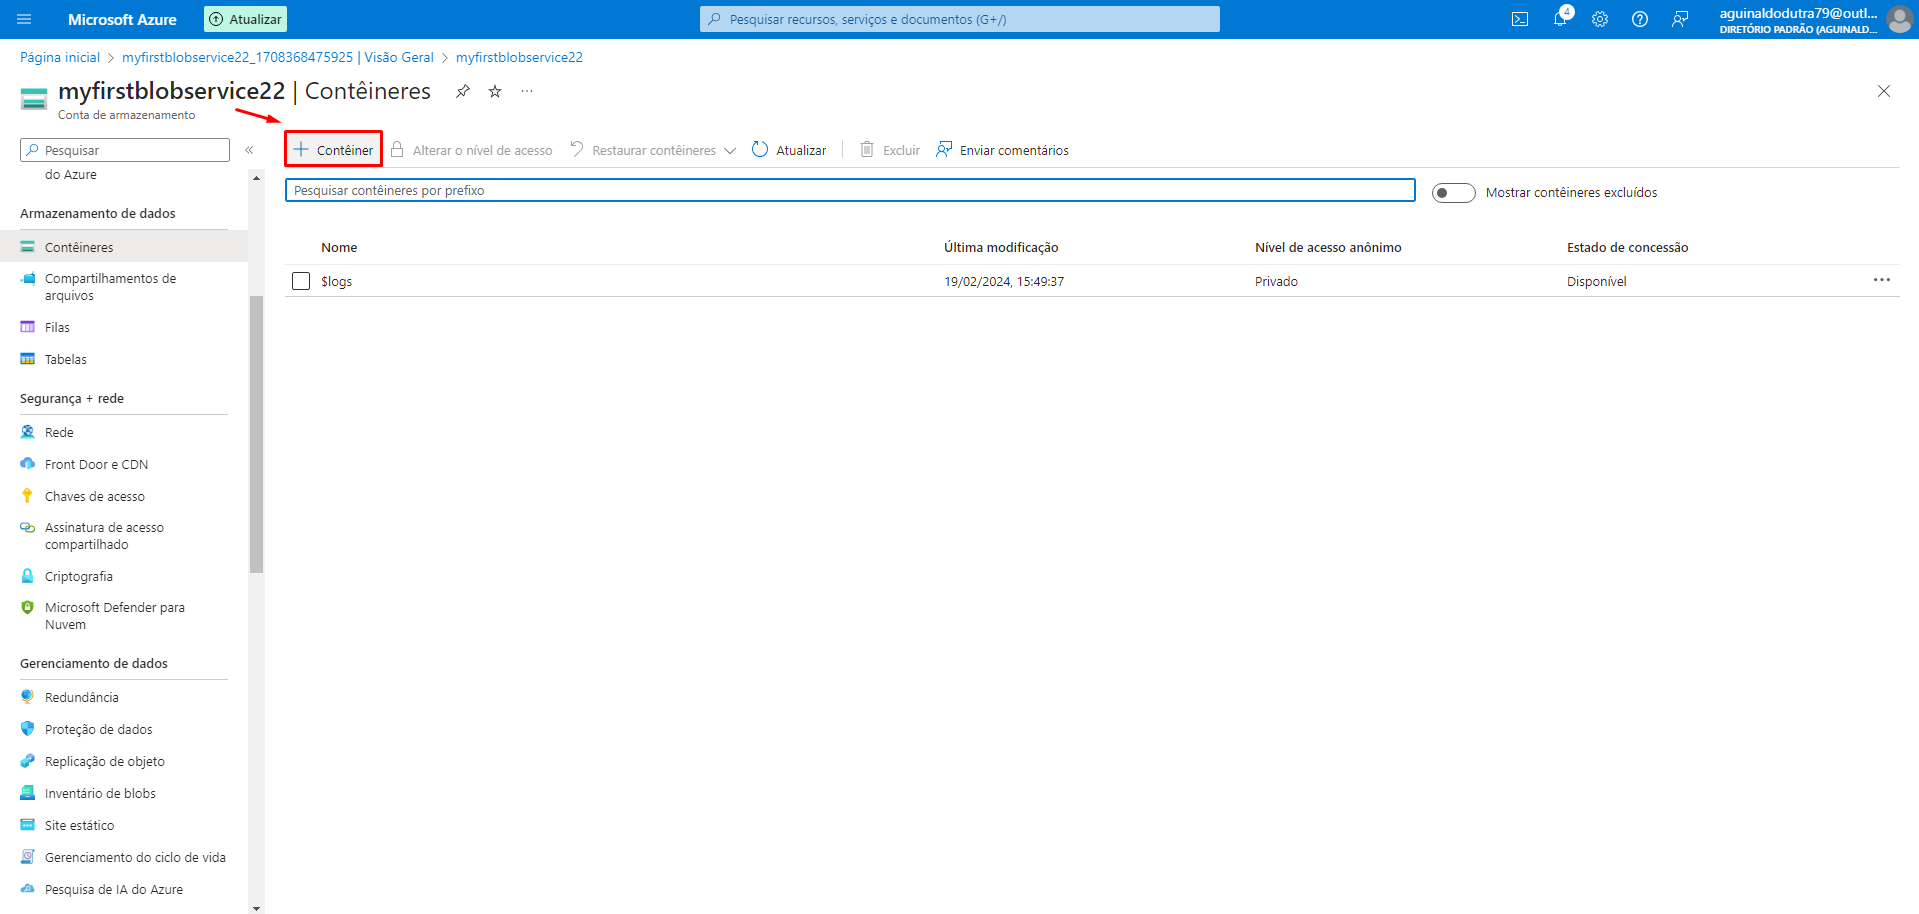 Microsoft Azure
Atualizar
Pesquisar recursos, serviços e documentos (G+/)
4
aguinaldodutra79@outl...
DIRETÓRIO PADRÃO (AGUINALD...
Página inicial > myfirstblobservice22_1708368475925 | Visão Geral > myfirstblobservice22
myfirstblobservice22 | Contêineres
Conta de armazenamento
Pesquisar
Contêiner
Alterar o nível de acesso
Restaurar contêineres
Atualizar
Excluir
Enviar comentários
Pesquisar contêineres por prefixo
Mostrar contêineres excluídos
Nome Última modificação Nível de acesso anônimo Estado de concessão
$logs 19/02/2024, 15:49:37 Privado Disponível
do Azure
Armazenamento de dados
Contêineres
Compartilhamentos de
arquivos
Filas
Tabelas
Segurança + rede
Rede
Front Door e CDN
Chaves de acesso
Assinatura de acesso
compartilhado
Criptografia
Microsoft Defender para
Nuvem
Gerenciamento de dados
Redundância
Proteção de dados
Replicação de objeto
Inventário de blobs
Site estático
Gerenciamento do ciclo de vida
Pesquisa de IA do Azure